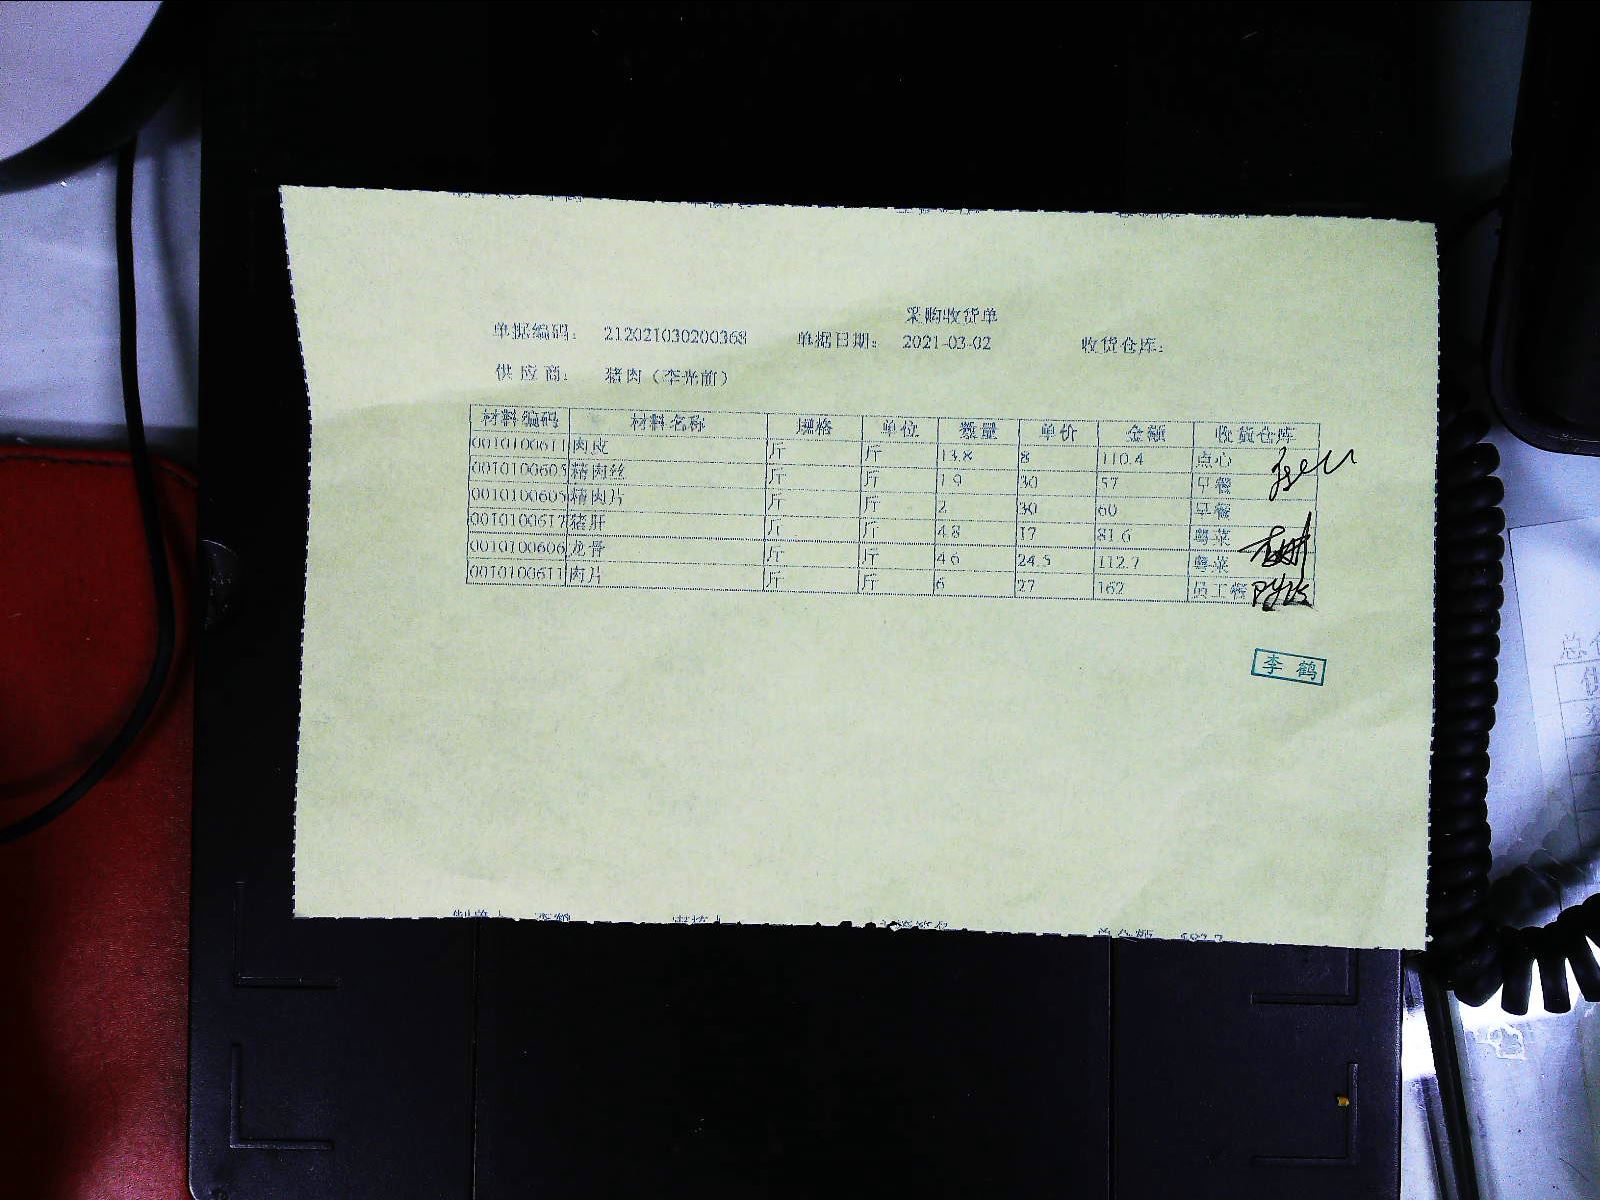 采购收货单
单据编码： 212021030200368 单据日期： 2021-03-02 收货仓库：
供应商： 猪肉（李光前）
材料编码 材料名称 规格 单位 数量 单价 金额 收货仓库
0010100611 肉皮 斤 斤 13.8 8 110.4 点心
0010100605 精肉丝 斤 斤 1.9 30 57 早餐
0010100605 精肉片 斤 斤 2 30 60 早餐
0010100617 猪肝 斤 斤 4.8 17 81.6 粤菜
0010100606 龙骨 斤 斤 4.6 24.5 112.7 粤菜
0010100611 肉片 斤 斤 6 27 162 员工餐
李鹤